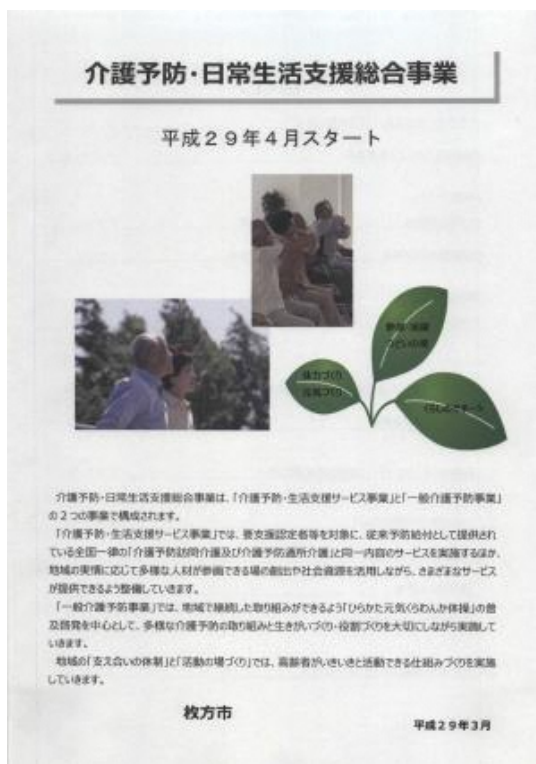 介護予防・日常生活支援総合事業
平成29年4月スタート
つどいの場
体力づくり
元気づくり
くらしのサポート
介護予防・日常生活支援総合事業は、「介護予防・生活支援サービス事業」と「一般介護予防事業」
の2つの事業で構成されます。
「介護予防・生活支援サービス事業」では、要支援認定者等を対象に、従来予防給付として提供され
ている全国一律の「介護予防訪問介護及び介護予防通所介護」と同一内容のサービスを実施するほか、
地域の実情に応じて多様な人材が参画できる場の創出や社会資源を活用しながら、さまざまなサービス
が提供できるよう整備していきます。
「一般介護予防事業」では、地域で継続した取り組みができるよう「ひらかた元気くらわんか体操」の普
及啓発を中心として、多様な介護予防の取り組みと生きがいづくり・役割づくりを大切にしながら実施して
いきます。
地域の「支え合いの体制」と「活動の場づくり」では、高齢者がいきいきと活動できる仕組みづくりを実施
していきます。
枚方市
平成29年3月